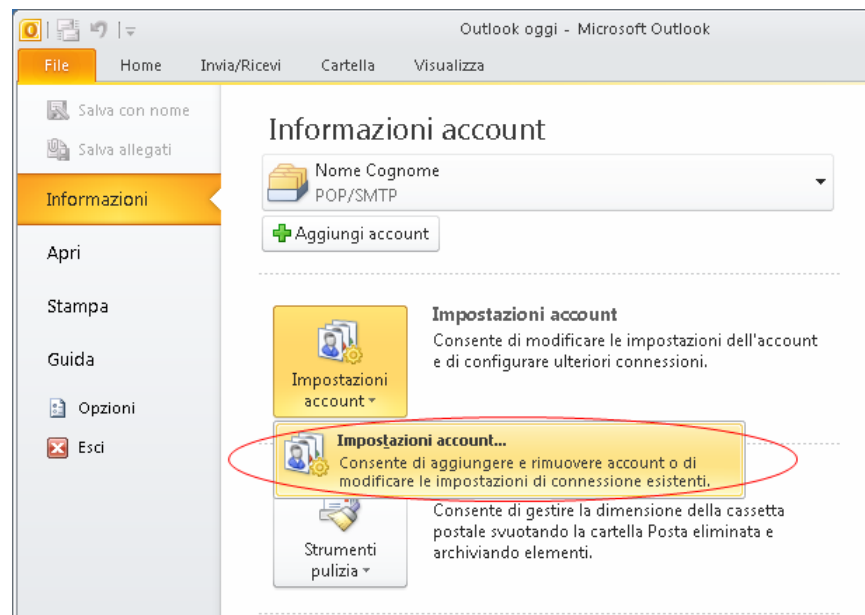 Outlook oggi - Microsoft Outlook
File Home Invia/Ricevi Cartella Visualizza
Salva con nome
Salva allegati
Informazioni
Apri
Stampa
Guida
Opzioni
Esci
Informazioni account
Nome Cognome
POP/SMTP
Aggiungi account
Impostazioni
account
Impostazioni account
Consente di modificare le impostazioni dell'account
e di configurare ulteriori connessioni.
Impostazioni account...
Consente di aggiungere e rimuovere account o di
modificare le impostazioni di connessione esistenti.
Strumenti
pulizia
Consente di gestire la dimensione della cassetta
postale svuotando la cartella Posta eliminata e
archiviando elementi.